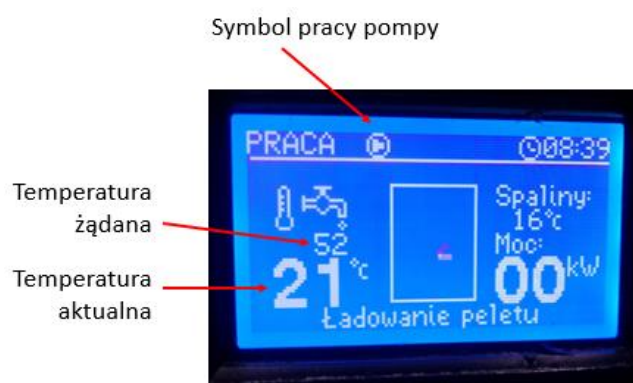 Symbol pracy pompy
PRACA 08:39
Temperatura
żądana
Temperatura
aktualna
52°
21°C
Spaliny:
16°C
Moc:
00kW
Ładowanie peletu